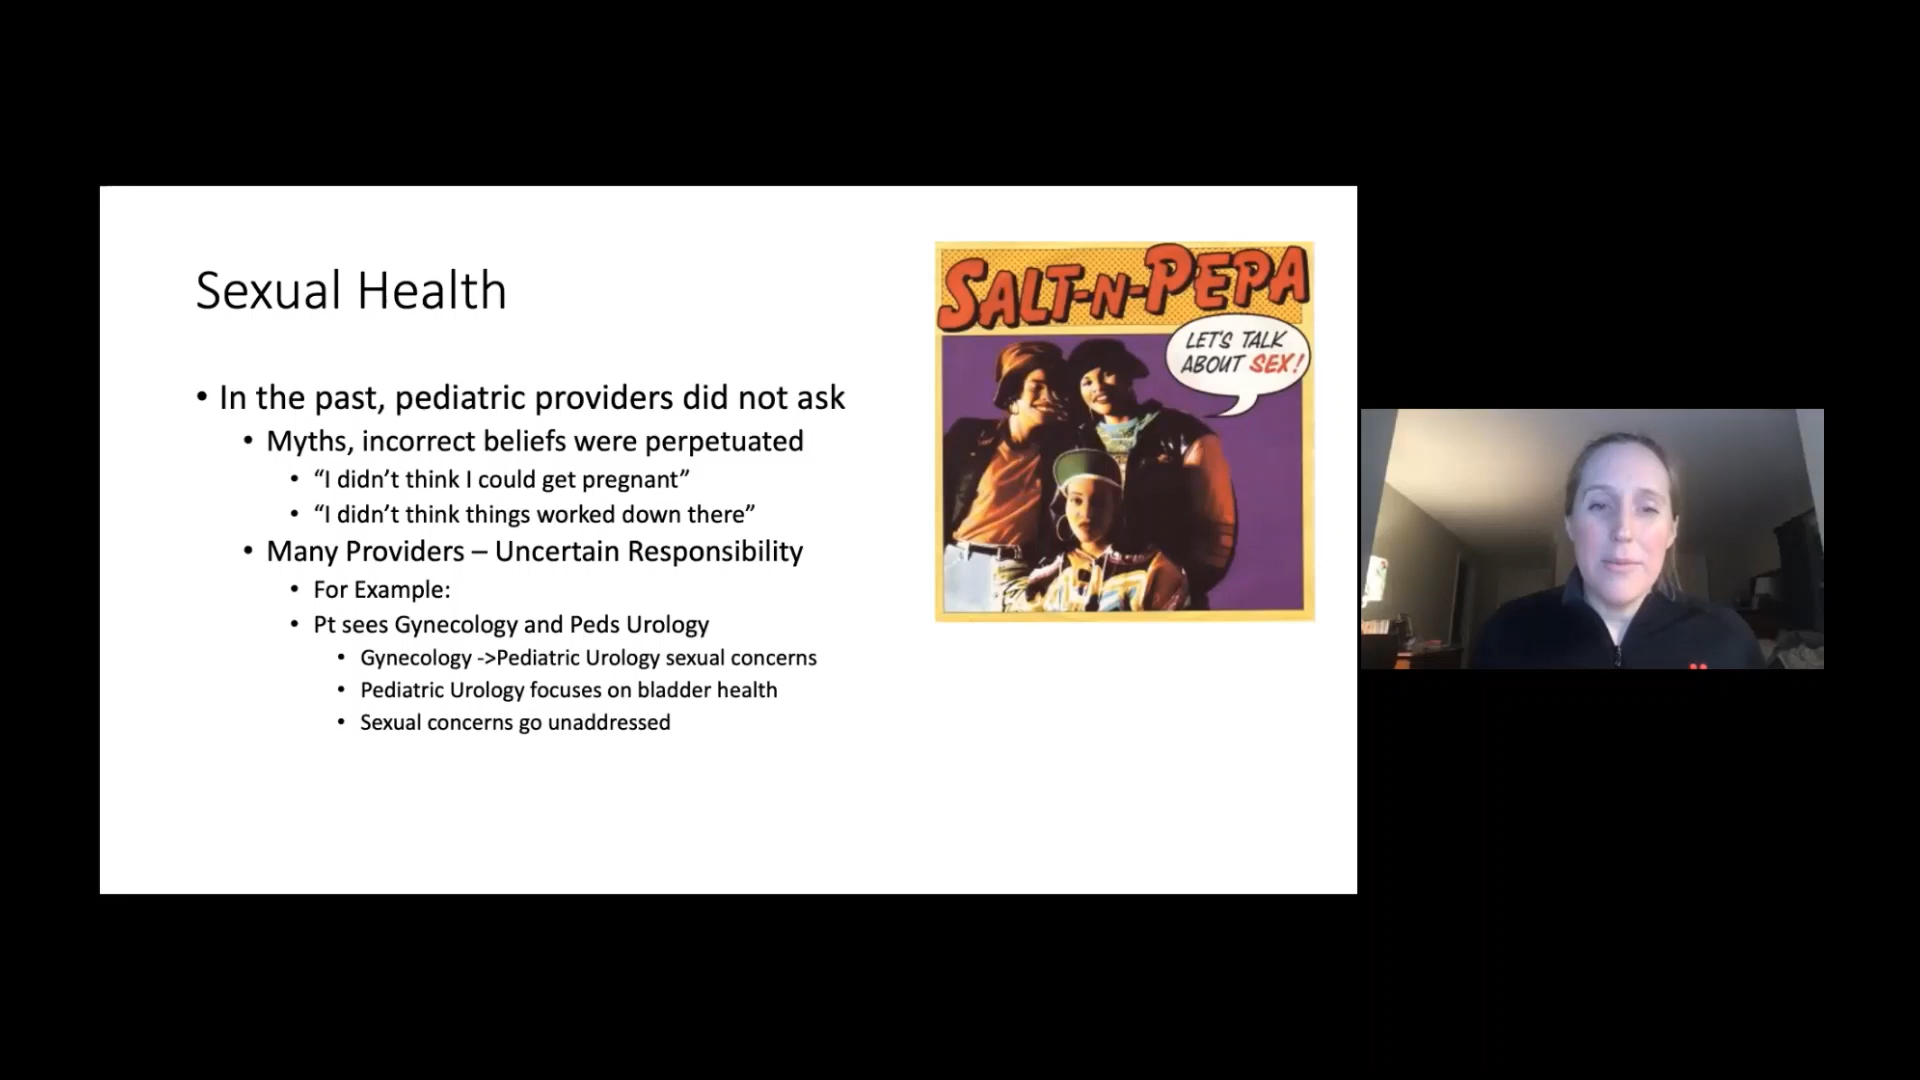 Sexual Health
• In the past, pediatric providers did not ask
• Myths, incorrect beliefs were perpetuated
• “I didn’t think I could get pregnant”
• “I didn’t think things worked down there”
• Many Providers – Uncertain Responsibility
• For Example:
• Pt sees Gynecology and Peds Urology
• Gynecology ->Pediatric Urology sexual concerns
• Pediatric Urology focuses on bladder health
• Sexual concerns go unaddressed
SALT-N-PEPA
LET'S TALK
ABOUT SEX!